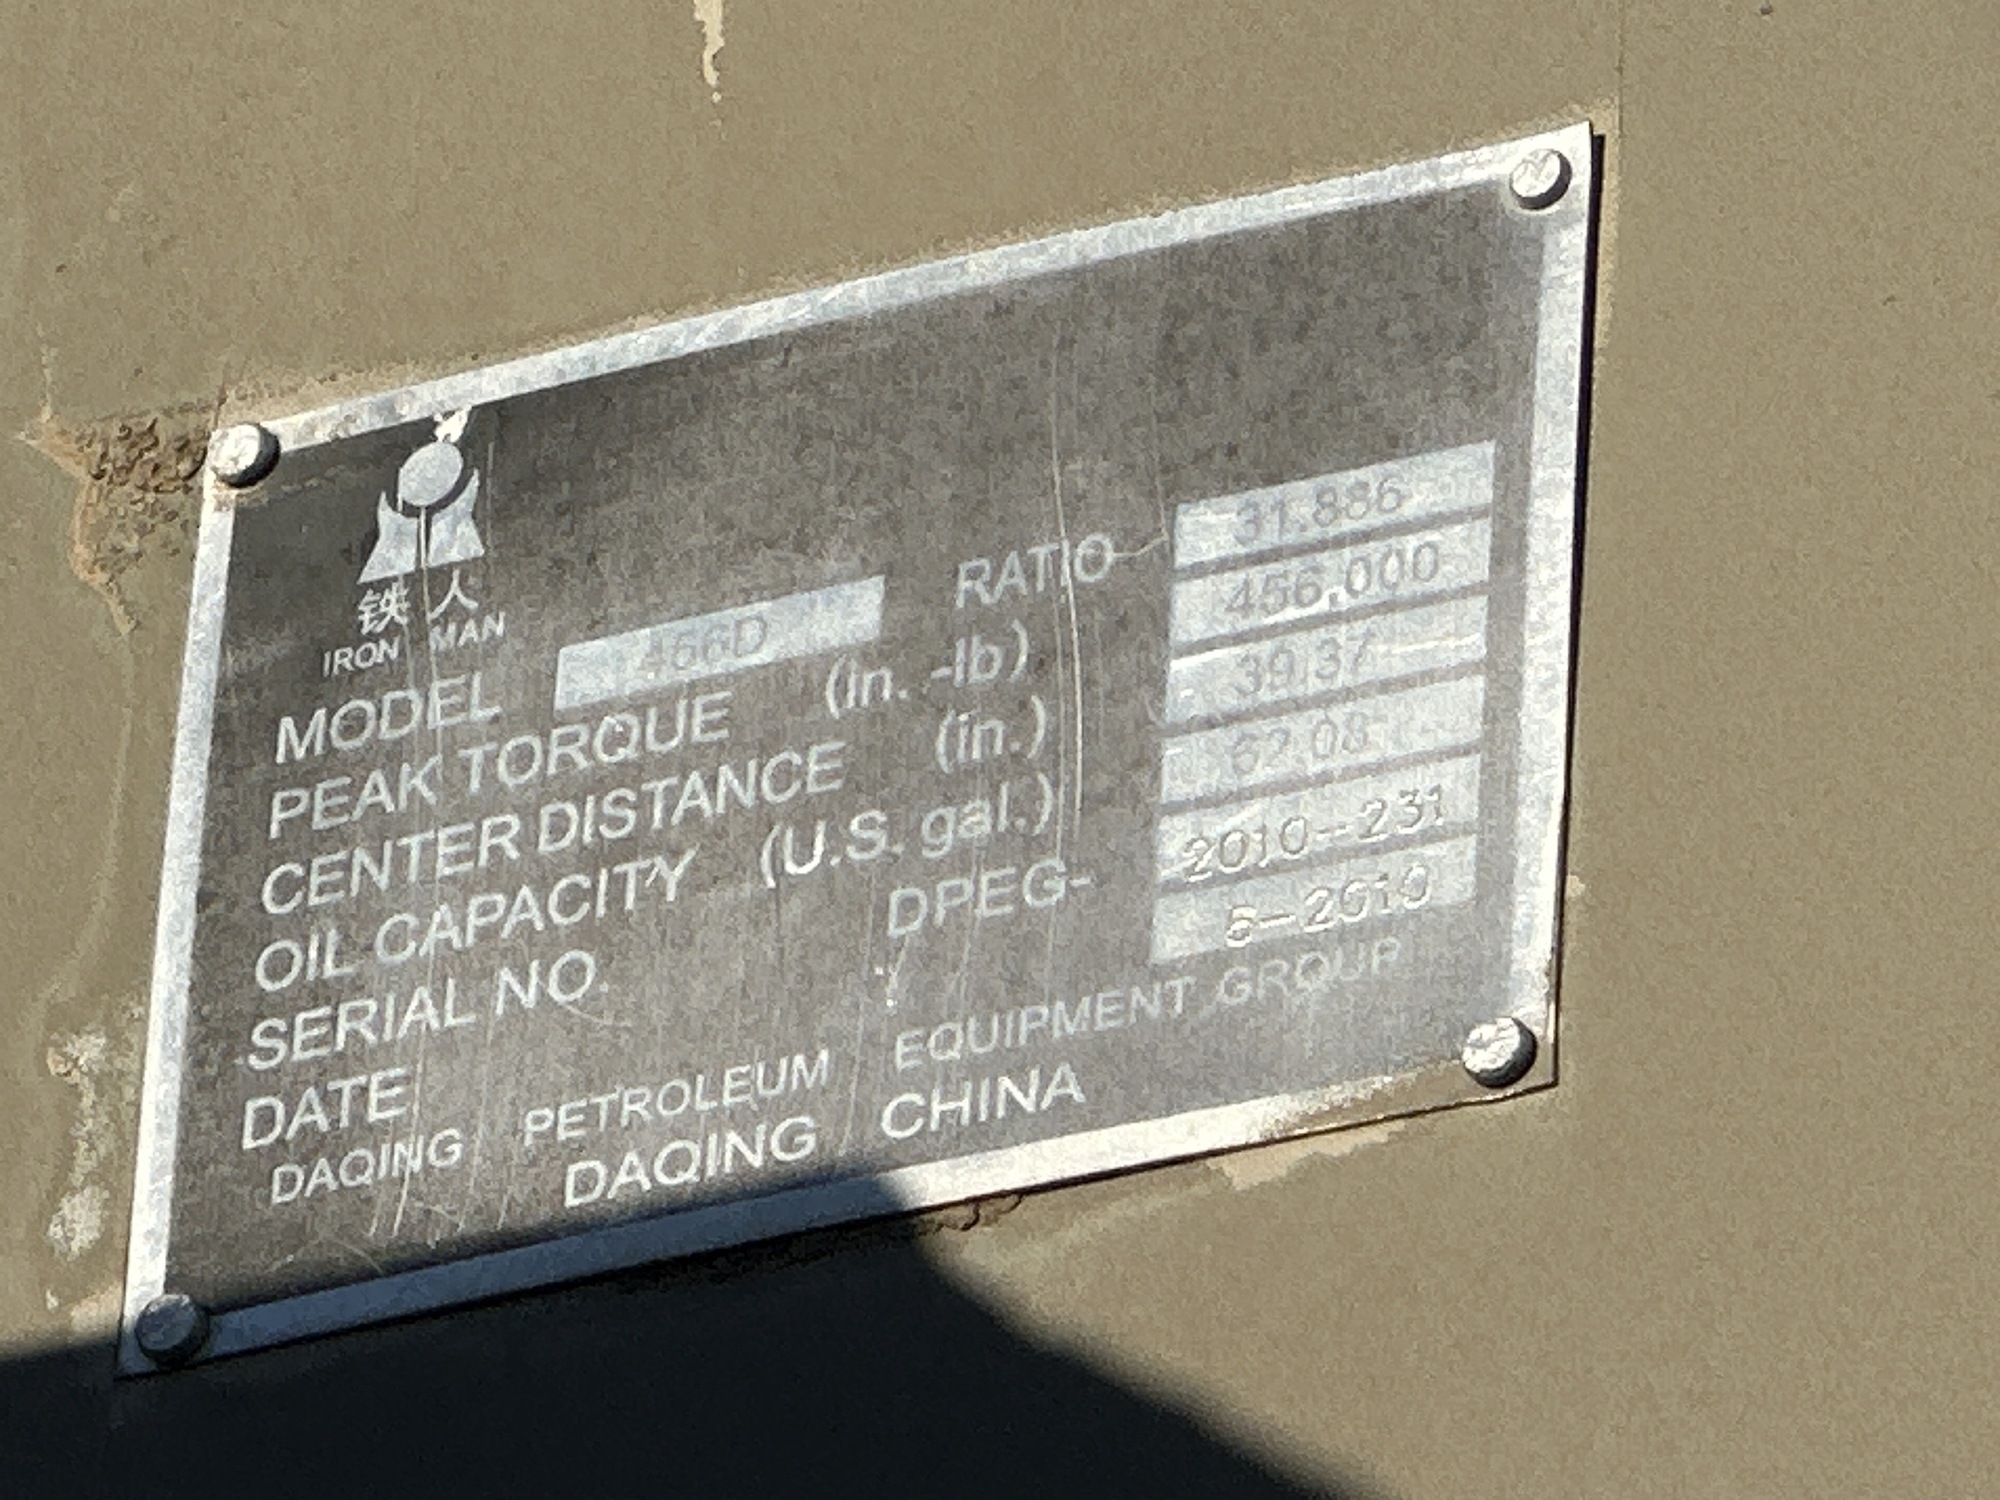 铁人
IRON MAN
MODEL 456D RATIO 31.886
PEAK TORQUE (in. -lb) 456,000
CENTER DISTANCE (in.) 39.37
OIL CAPACITY (U.S. gal.) 62.08
SERIAL NO. DPEG- 2010-231
DATE 5-2010
DAQING PETROLEUM EQUIPMENT GROUP
DAQING CHINA